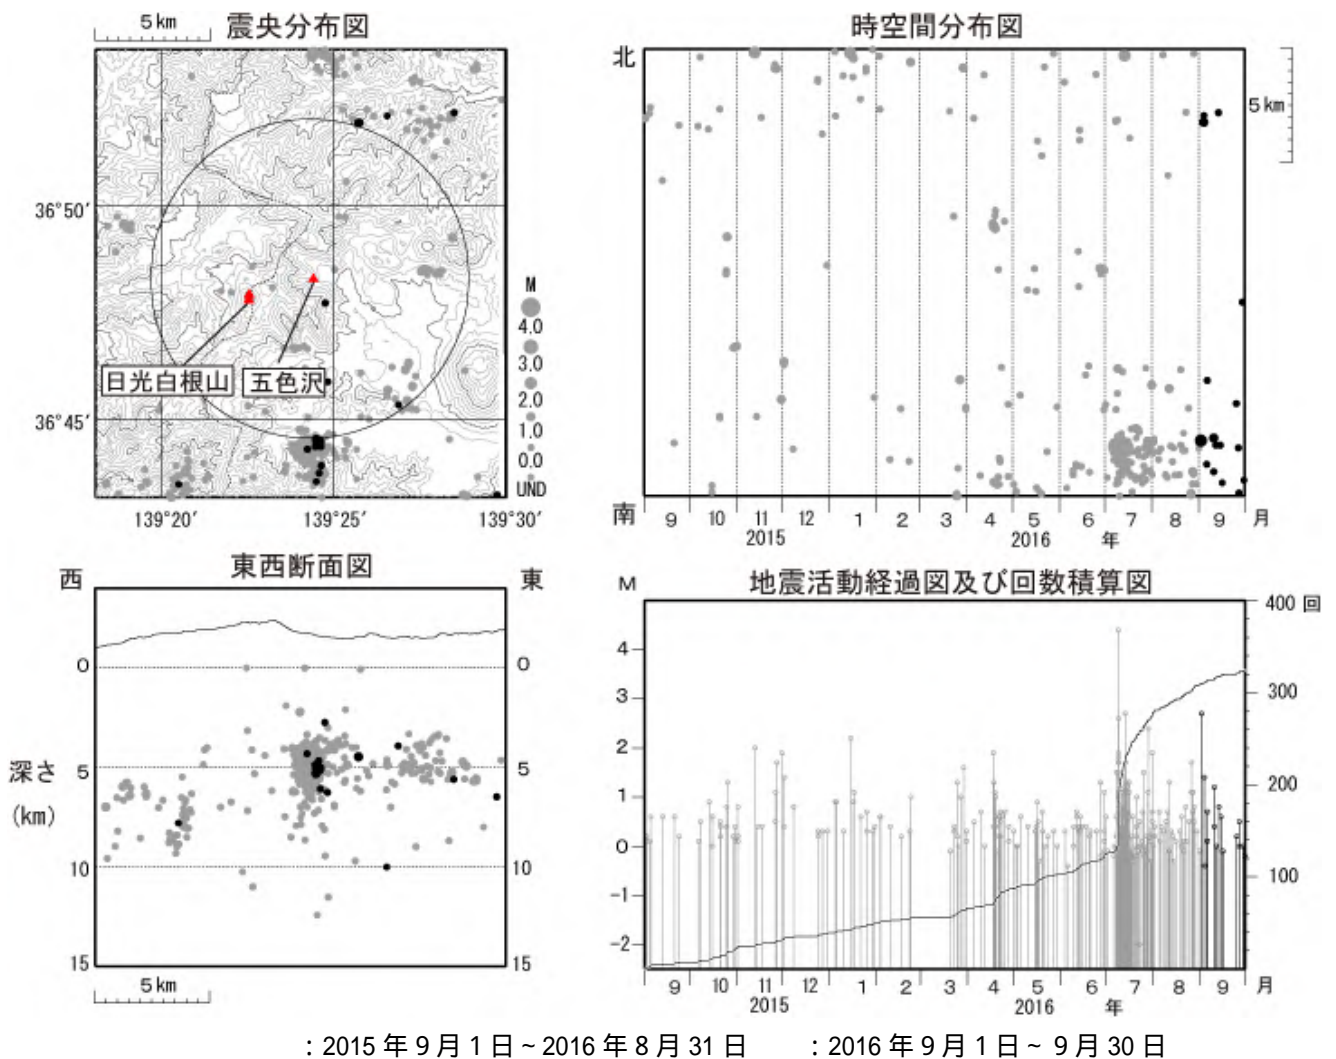 5km
震央分布図
36°50′
36°45′
日光白根山
五色沢
139°20′
139°25′
139°30′
M
4.0
3.0
2.0
1.0
0.0
UND
時空間分布図
北
南
5km
9
10
11
12
1
2
3
4
5
6
7
8
9
月
2015
2016
年
東西断面図
西
東
0
0
5
5
10
10
15
15
深さ
(km)
5km
地震活動経過図及び回数積算図
M
4
3
2
1
0
-1
-2
400 回
300
200
100
9
10
11
12
1
2
3
4
5
6
7
8
9
月
2015
2016
年
：2015 年 9 月 1 日 ~ 2016 年 8 月 31 日
：2016 年 9 月 1 日 ~ 9 月 30 日